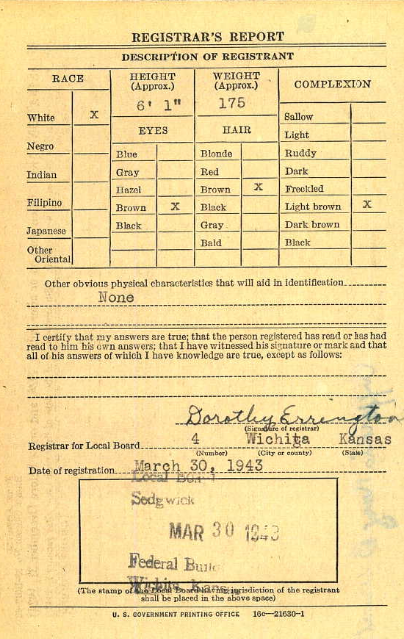 REGISTRAR'S REPORT
DESCRIPTION OF REGISTRANT
RACE HEIGHT (Approx.) WEIGHT (Approx.) COMPLEXION
6' 1" 175
White X Sallow
EYES HAIR Light
Negro Blue Blonde Ruddy
Indian Gray Red Dark
Hazel Brown X Freckled
Filipino Brown X Black Light brown X
Japanese Black Gray Dark brown
Other Oriental Bald Black
Other obvious physical characteristics that will aid in identification
None
I certify that my answers are true; that the person registered has read or has had
read to him his own answers; that I have witnessed his signature or mark and that
all of his answers of which I have knowledge are true, except as follows:
Dorothy Errington
(Signature of registrar)
Registrar for Local Board 4 Wichita Kansas
(Number) (City or county) (State)
Date of registration March 30, 1943
Local Board
Sedgwick
MAR 30 1943
Federal
Wichita
(The stamp of the Local Board having jurisdiction of the registrant
shall be placed in the above space)
U. S. GOVERNMENT PRINTING OFFICE 16c—21630-1